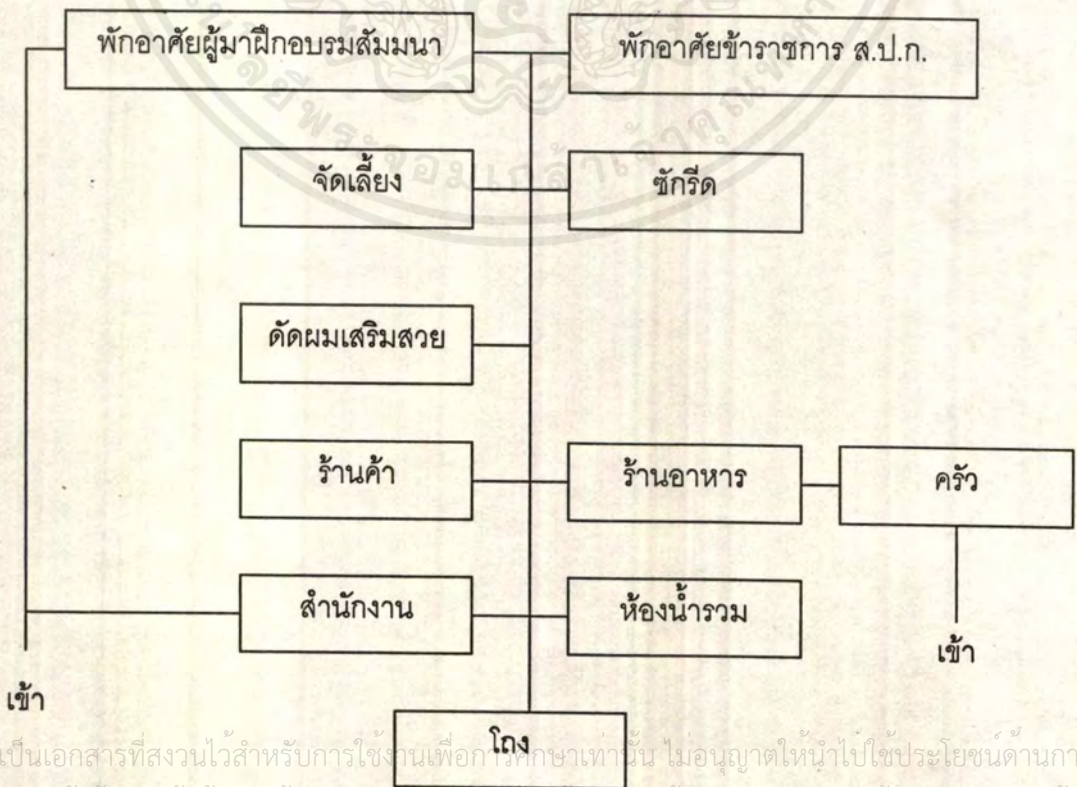 พักอาศัยผู้มาฝึกอบรมสัมมนา
พักอาศัยข้าราชการ ส.ป.ก.
จัดเลี้ยง
ซักรีด
ดัดผมเสริมสวย
ร้านค้า
ร้านอาหาร
ครัว
สำนักงาน
ห้องน้ำรวม
เข้า
เข้า
โถง
เป็นเอกสารที่สงวนไว้สำหรับการใช้งานเพื่อการศึกษาเท่านั้น ไม่อนุญาตให้นำไปใช้ประโยชน์ด้านกา